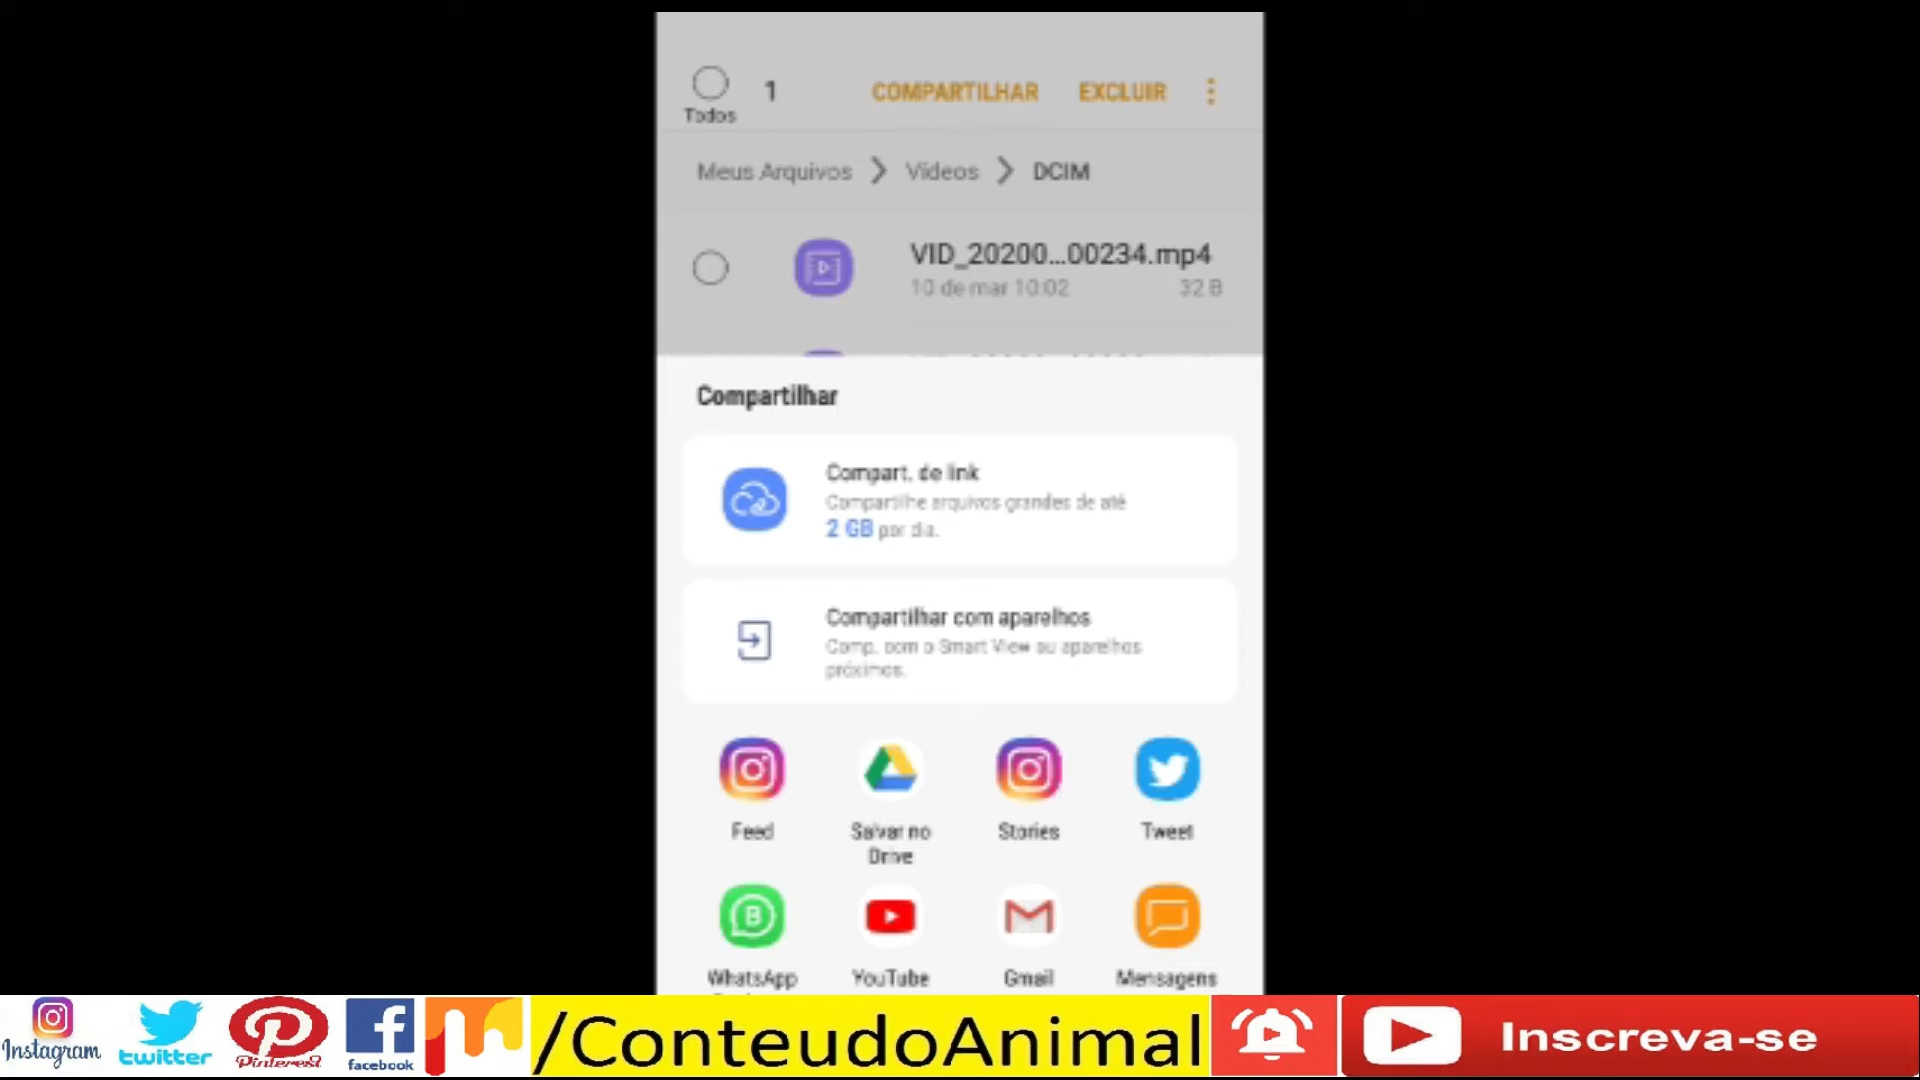 1 COMPARTILHAR EXCLUIR
Todos
Meus Arquivos > Vídeos > DCIM
VID_20200...00234.mp4
10 de mar 10:02 32 B
Compartilhar
Compart. de link
Compartilhe arquivos grandes de até
2 GB por dia.
Compartilhar com aparelhos
Comp. com o Smart View ou aparelhos
próximos.
Feed Salvar no Stories Tweet
Drive
B
WhatsApp YouTube Gmail Mensagens
Instagram twitter Pinterest facebook /ConteudoAnimal Inscreva-se